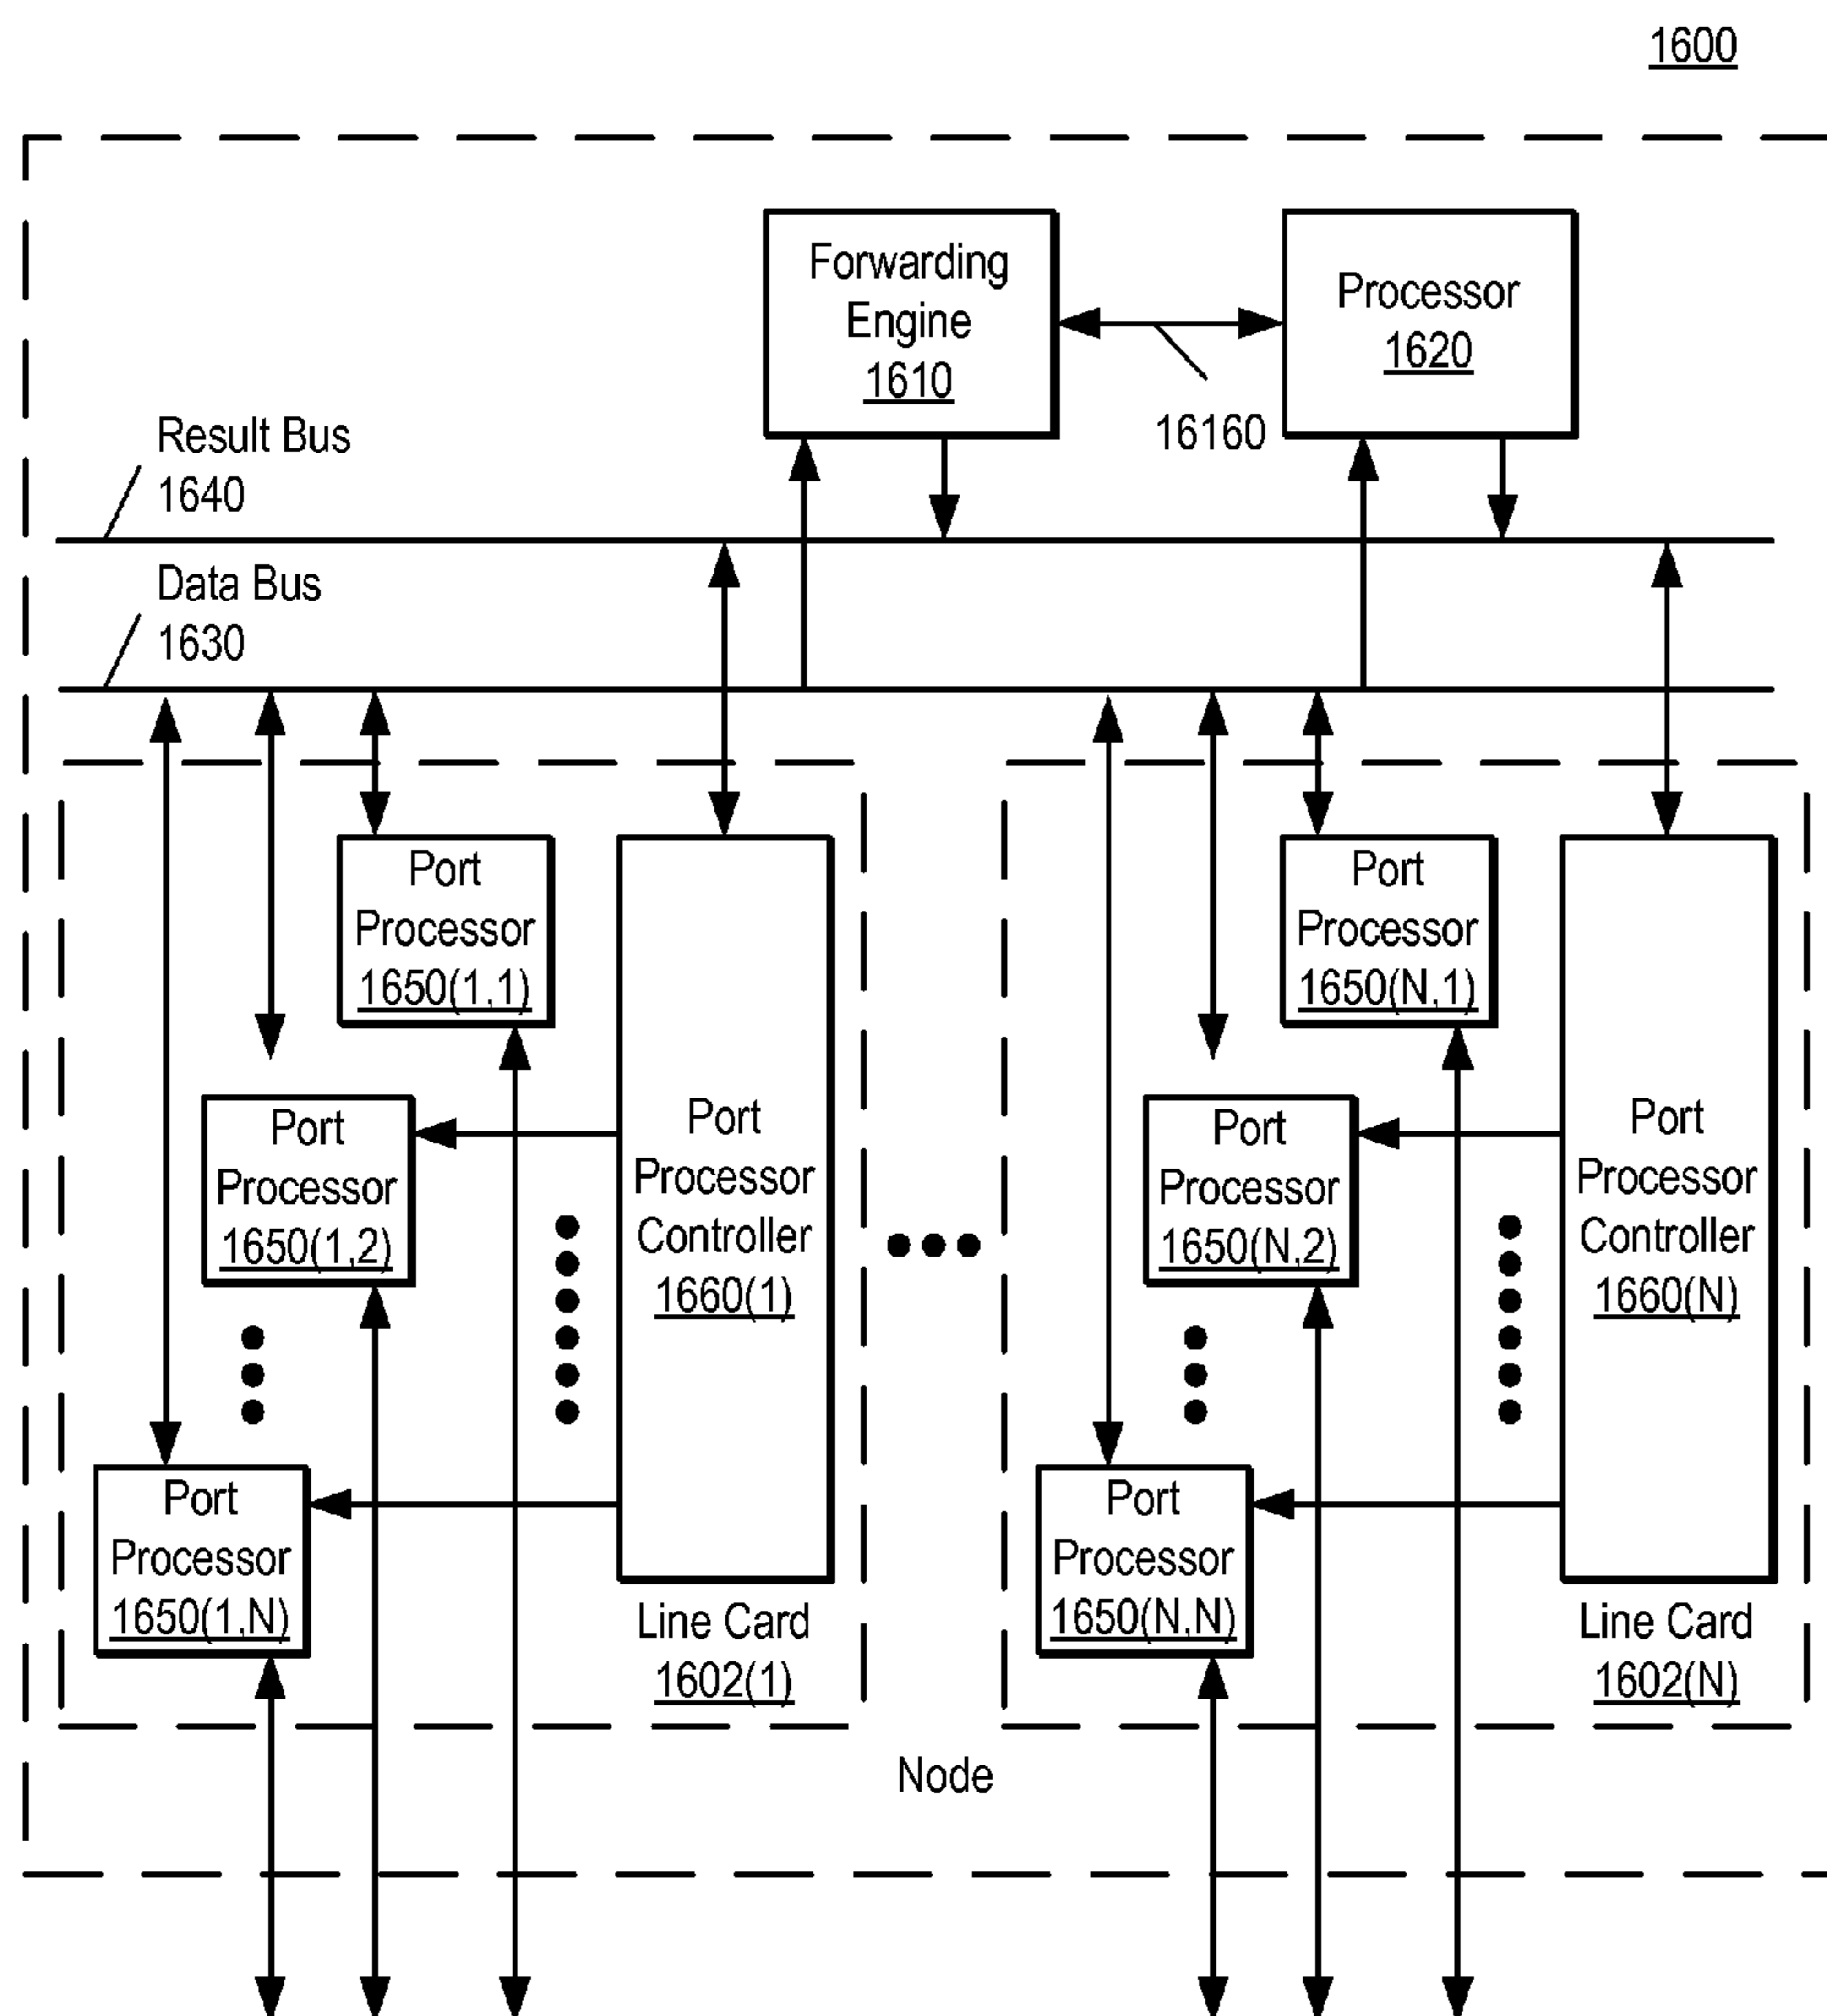 1600
Forwarding
Engine
1610
Processor
1620
16160
Result Bus
1640
Data Bus
1630
Port
Processor
1650(1,1)
Port
Processor
1650(1,2)
Port
Processor
1650(1,N)
Port
Processor
Controller
1660(1)
Line Card
1602(1)
Port
Processor
1650(N,1)
Port
Processor
1650(N,2)
Port
Processor
1650(N,N)
Port
Processor
Controller
1660(N)
Line Card
1602(N)
Node